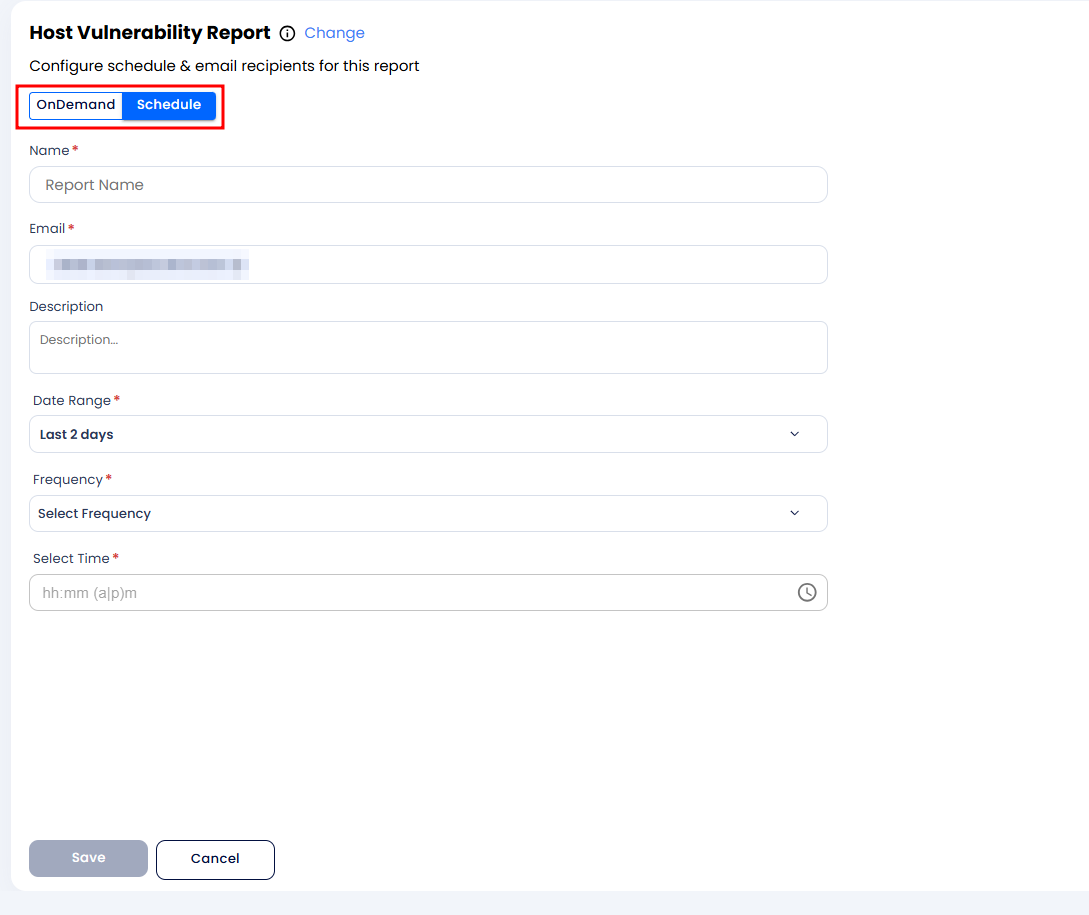 Host Vulnerability Report Change
Configure schedule & email recipients for this report
OnDemand Schedule
Name*
Report Name
Email*
Description
Description...
Date Range*
Last 2 days
Frequency*
Select Frequency
Select Time*
hh:mm (a|p)m
Save Cancel